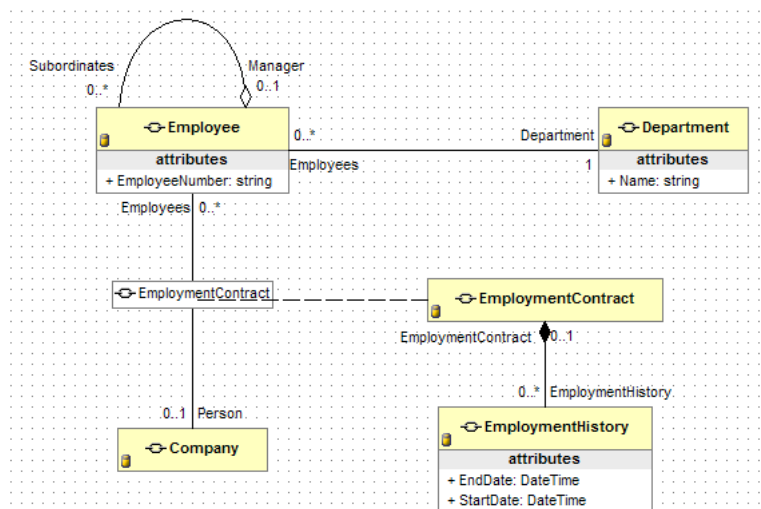 Subordinates
Manager
0..*
0..1
Employee
attributes
+ EmployeeNumber: string
0..*
Department
Employees
1
Department
attributes
+ Name: string
Employees 0..*
EmploymentContract
EmploymentContract
EmploymentContract 0..1
0..* EmploymentHistory
0..1 Person
Company
EmploymentHistory
attributes
+ EndDate: DateTime
+ StartDate: DateTime